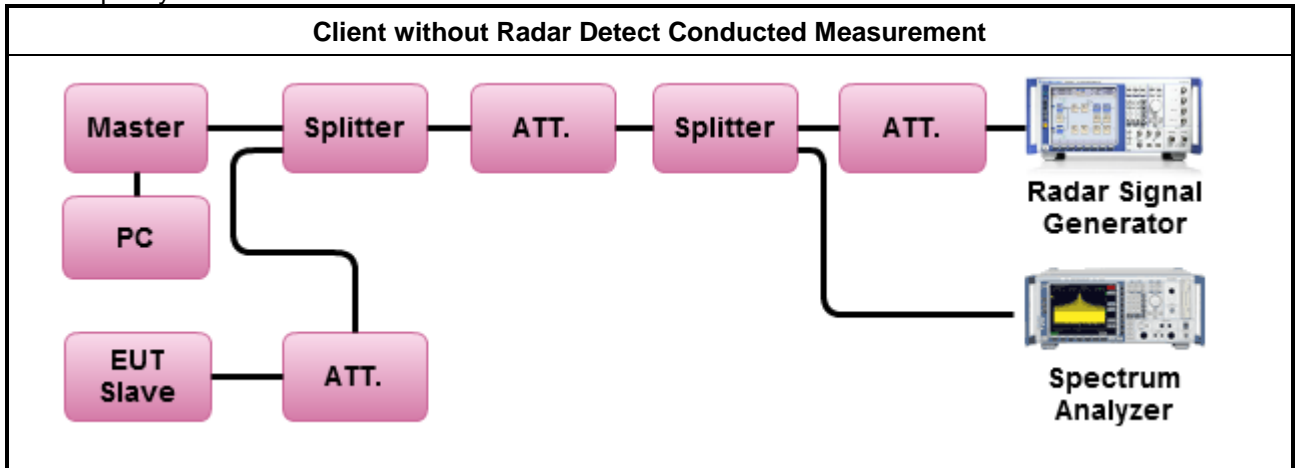 Client without Radar Detect Conducted Measurement
Master
Splitter
ATT.
Splitter
ATT.
Radar Signal
Generator
PC
EUT
Slave
ATT.
Spectrum
Analyzer